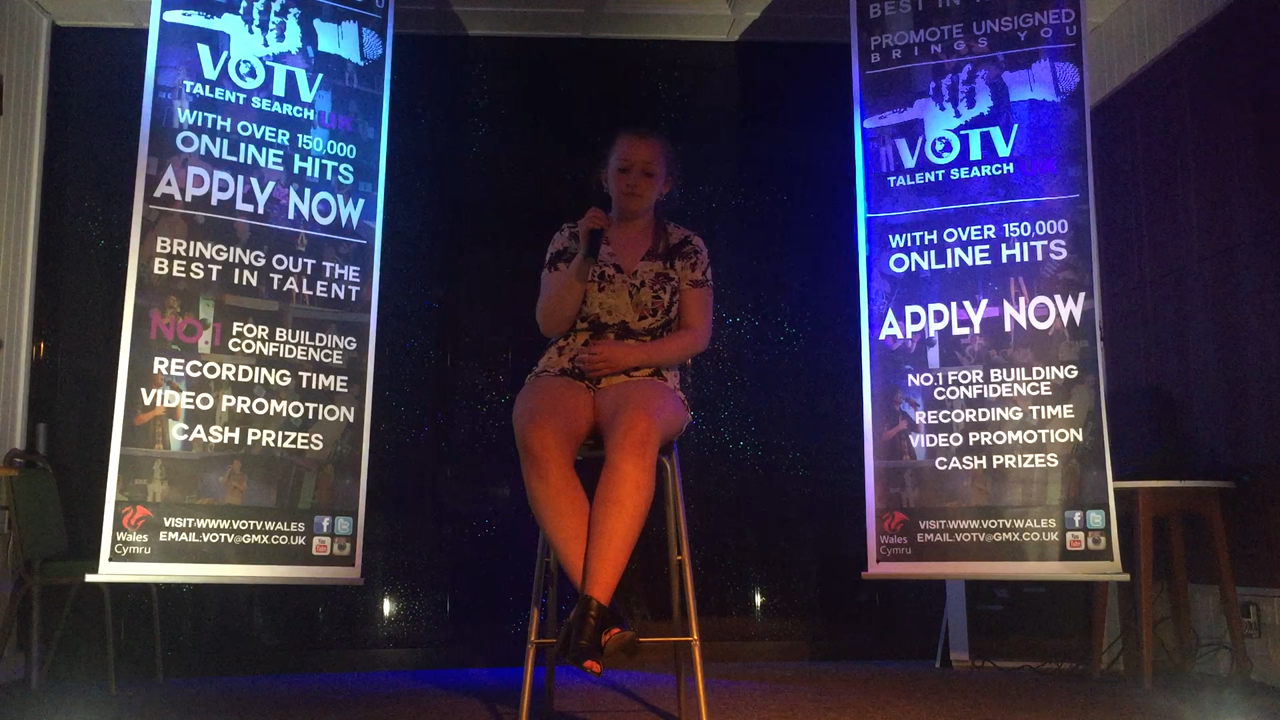 VOTV
TALENT SEARCH UK
WITH OVER 150,000
ONLINE HITS
APPLY NOW
BRINGING OUT THE
BEST IN TALENT
NO.1 FOR BUILDING
CONFIDENCE
RECORDING TIME
VIDEO PROMOTION
CASH PRIZES
Wales
Cymru
VISIT:WWW.VOTV.WALES
EMAIL:VOTV@GMX.CO.UK
BEST IN
PROMOTE UNSIGNED
BRINGS YOU
VOTV
TALENT SEARCH
WITH OVER 150,000
ONLINE HITS
APPLY NOW
NO.1 FOR BUILDING
CONFIDENCE
RECORDING TIME
VIDEO PROMOTION
CASH PRIZES
Wales
Cymru
VISIT:WWW.VOTV.WALES
EMAIL:VOTV@GMX.CO.UK